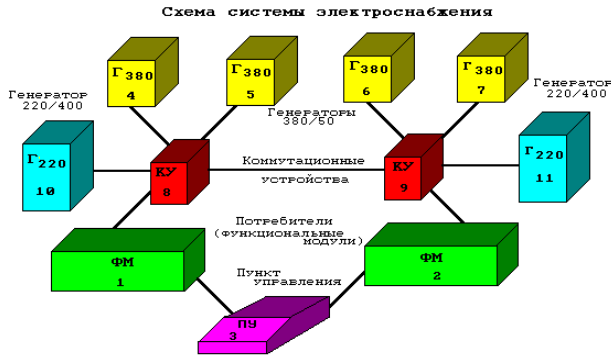 Схема системы электроснабжения
Г380
4
Г380
5
Г380
6
Г380
7
Генератор
220/400
Генераторы
380/50
Генератор
220/400
Г220
10
КУ
8
Коммутационные
устройства
КУ
9
Г220
11
Потребители
(функциональные
модули)
ФМ
1
ФМ
2
Пункт
управления
ПУ
3